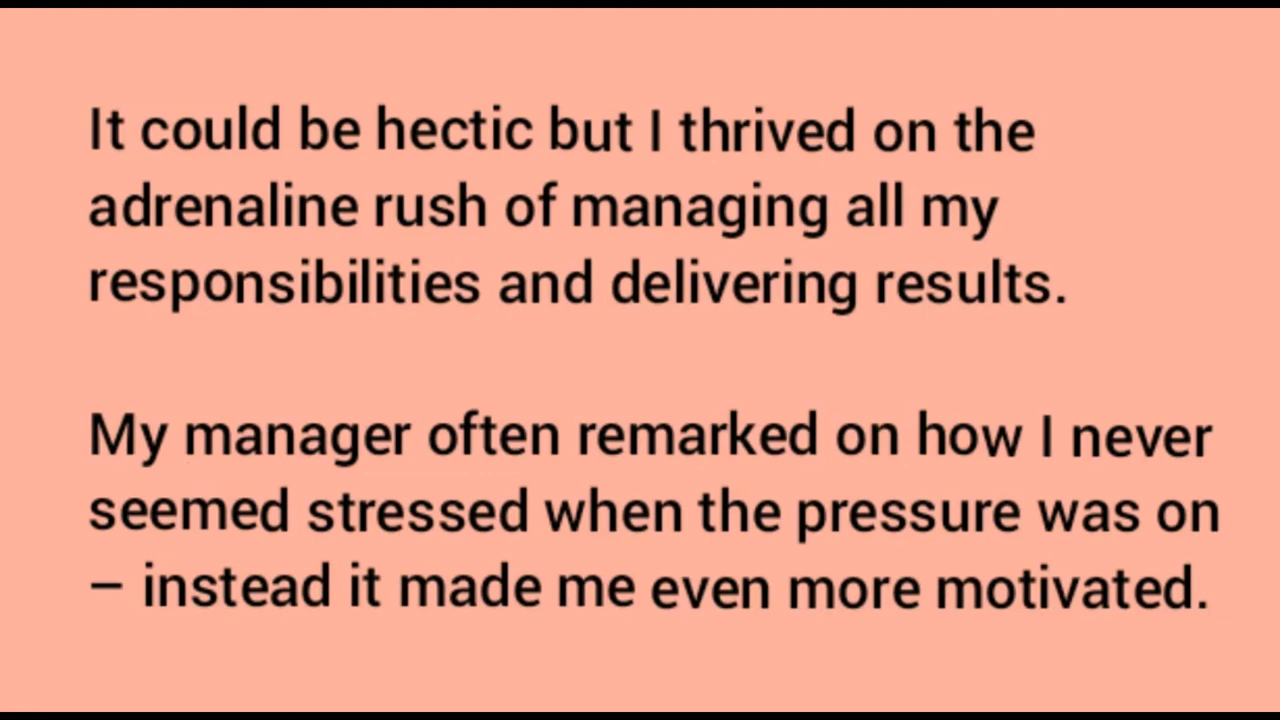 It could be hectic but I thrived on the
adrenaline rush of managing all my
responsibilities and delivering results.
My manager often remarked on how I never
seemed stressed when the pressure was on
– instead it made me even more motivated.